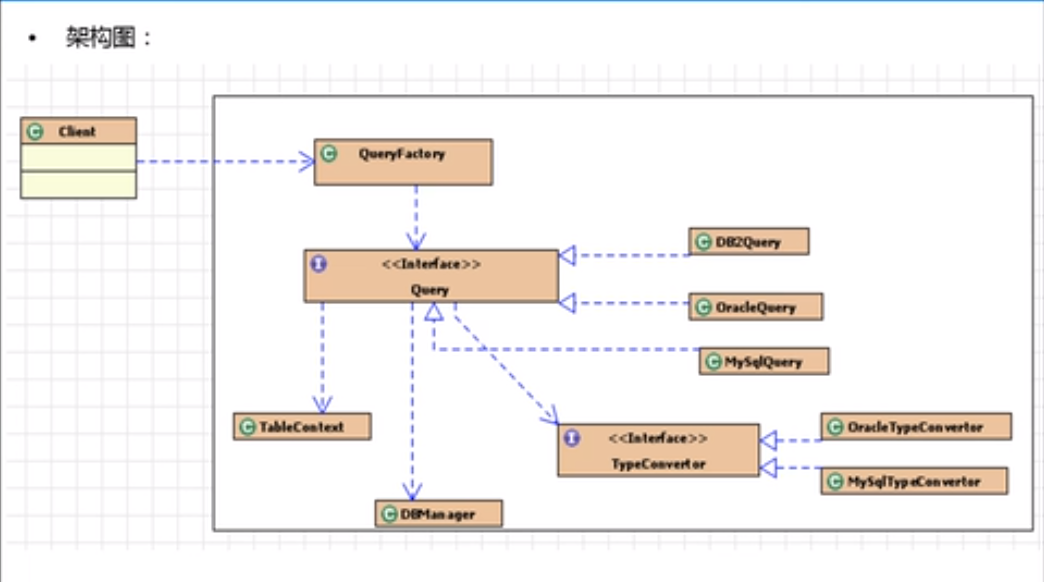 • 架构图：
C Client
C QueryFactory
I <<Interface>>
Query
C DB2Query
C OracleQuery
C MySqlQuery
C TableContext
I <<Interface>>
TypeConvertor
C OracleTypeConvertor
C MySqlTypeConvertor
C DBManager